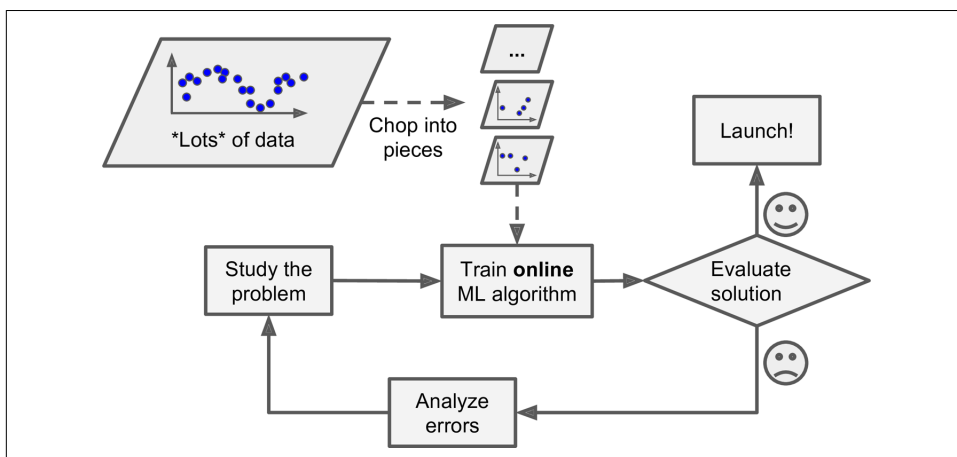 ...
*Lots* of data
Chop into
pieces
Launch!
Study the
problem
Train online
ML algorithm
Evaluate
solution
Analyze
errors